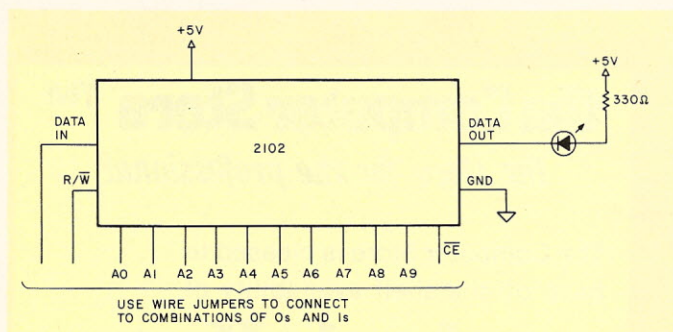 +5V
+5V
330Ω
DATA
IN
DATA
OUT
2102
R/W̅
GND
C̅E̅
A0 A1 A2 A3 A4 A5 A6 A7 A8 A9
USE WIRE JUMPERS TO CONNECT
TO COMBINATIONS OF 0s AND 1s